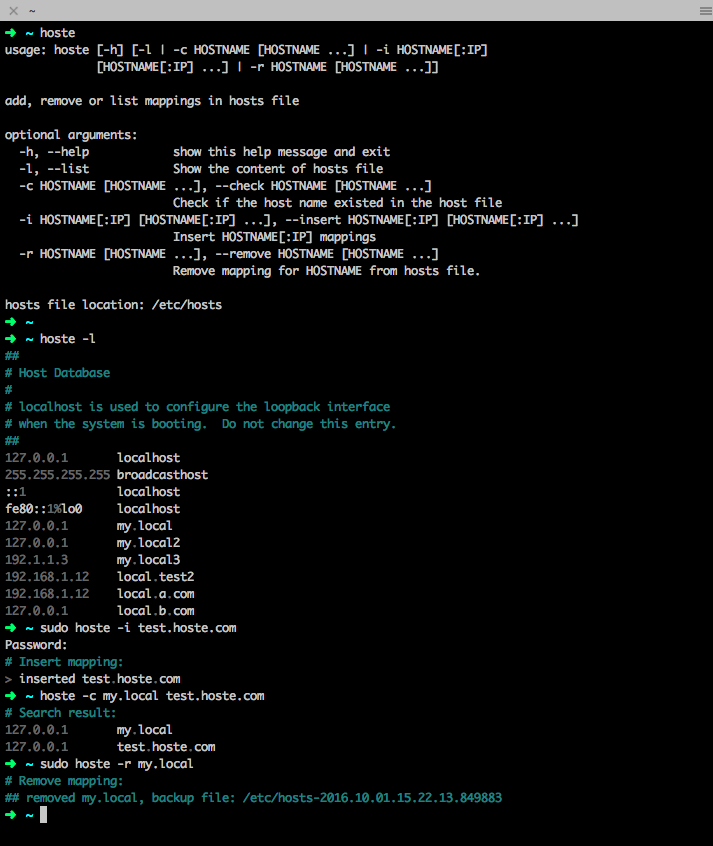 ~
➜ ~ hoste
usage: hoste [-h] [-l | -c HOSTNAME [HOSTNAME ...] | -i HOSTNAME[:IP]
             [HOSTNAME[:IP] ...] | -r HOSTNAME [HOSTNAME ...]]
add, remove or list mappings in hosts file
optional arguments:
  -h, --help            show this help message and exit
  -l, --list            Show the content of hosts file
  -c HOSTNAME [HOSTNAME ...], --check HOSTNAME [HOSTNAME ...]
                        Check if the host name existed in the host file
  -i HOSTNAME[:IP] [HOSTNAME[:IP] ...], --insert HOSTNAME[:IP] [HOSTNAME[:IP] ...]
                        Insert HOSTNAME[:IP] mappings
  -r HOSTNAME [HOSTNAME ...], --remove HOSTNAME [HOSTNAME ...]
                        Remove mapping for HOSTNAME from hosts file.
hosts file location: /etc/hosts
➜ ~
➜ ~ hoste -l
##
# Host Database
#
# localhost is used to configure the loopback interface
# when the system is booting.  Do not change this entry.
##
127.0.0.1       localhost
255.255.255.255 broadcasthost
::1             localhost
fe80::1%lo0     localhost
127.0.0.1       my.local
127.0.0.1       my.local2
192.1.1.3       my.local3
192.168.1.12    local.test2
192.168.1.12    local.a.com
127.0.0.1       local.b.com
➜ ~ sudo hoste -i test.hoste.com
Password:
# Insert mapping:
> inserted test.hoste.com
➜ ~ hoste -c my.local test.hoste.com
# Search result:
127.0.0.1       my.local
127.0.0.1       test.hoste.com
➜ ~ sudo hoste -r my.local
# Remove mapping:
## removed my.local, backup file: /etc/hosts-2016.10.01.15.22.13.849883
➜ ~